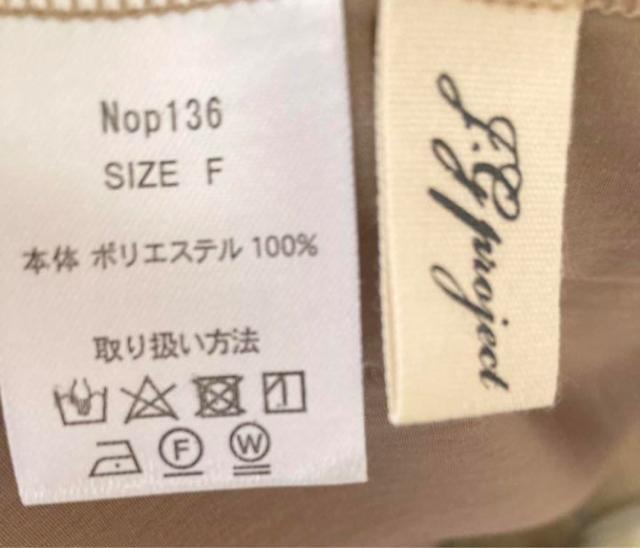 Nop136
SIZE F
本体 ポリエステル 100%
取り扱い方法
F
W
J.G project